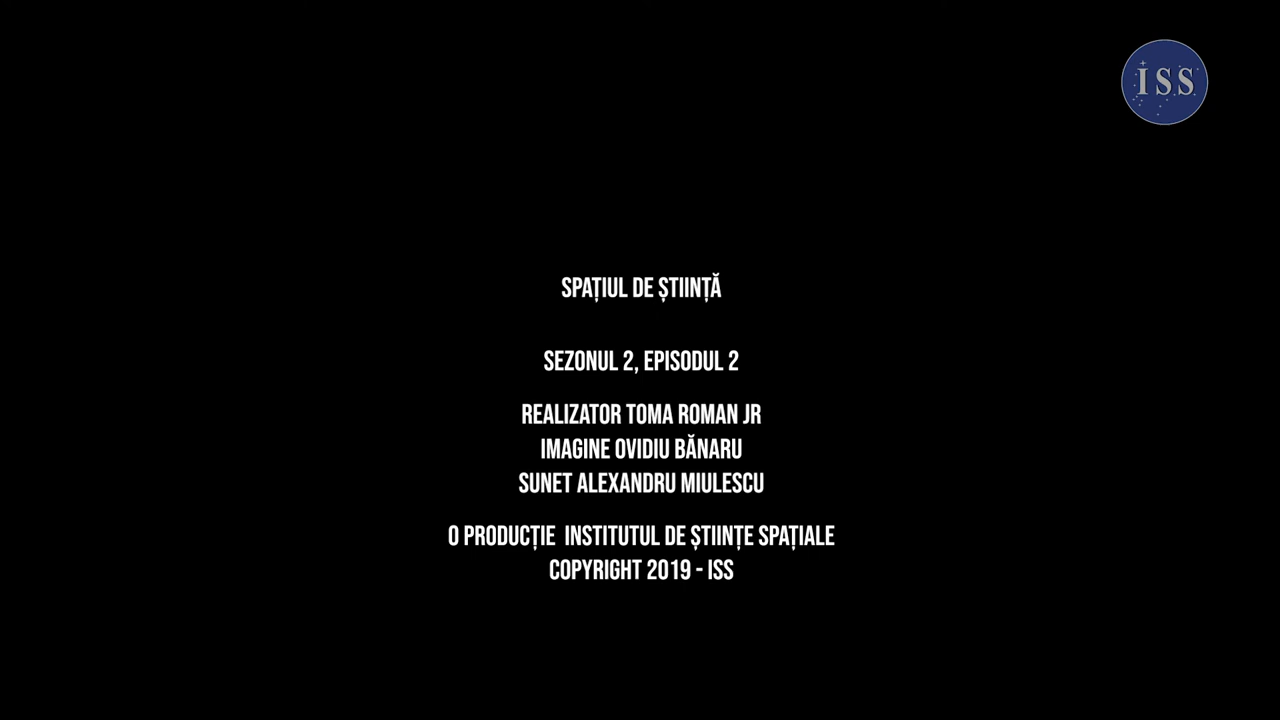 ISS
SPAȚIUL DE ȘTIINȚĂ
SEZONUL 2, EPISODUL 2
REALIZATOR TOMA ROMAN JR
IMAGINE OVIDIU BĂNARU
SUNET ALEXANDRU MIULESCU
O PRODUCȚIE  INSTITUTUL DE ȘTIINȚE SPAȚIALE
COPYRIGHT 2019 - ISS